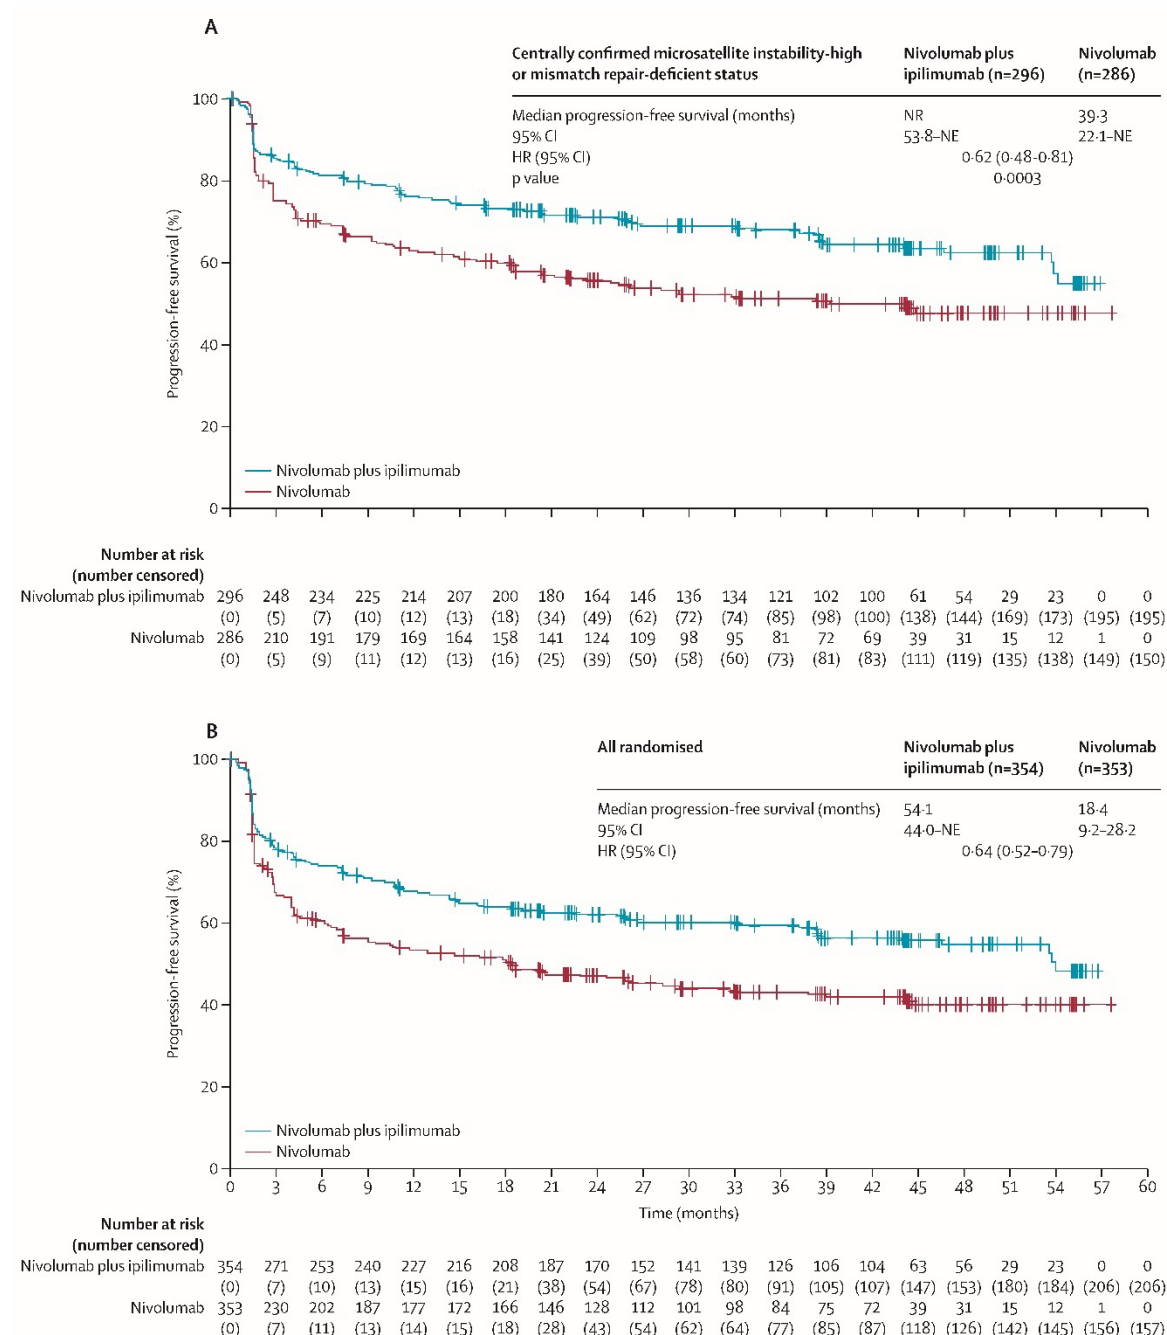 A
Centrally confirmed microsatellite instability-high
or mismatch repair-deficient status
Nivolumab plus
ipilimumab (n=296)
Nivolumab
(n=286)
Median progression-free survival (months) NR 39·3
95% CI 53·8–NE 22·1–NE
HR (95% CI) 0·62 (0·48-0·81)
p value 0·0003
100
80
60
40
20
0
Progression-free survival (%)
Nivolumab plus ipilimumab
Nivolumab
Number at risk
(number censored)
Nivolumab plus ipilimumab 296 248 234 225 214 207 200 180 164 146 136 134 121 102 100 61 54 29 23 0 0
(0) (5) (7) (10) (12) (13) (18) (34) (49) (62) (72) (74) (85) (98) (100) (138) (144) (169) (173) (195) (195)
Nivolumab 286 210 191 179 169 164 158 141 124 109 98 95 81 72 69 39 31 15 12 1 0
(0) (5) (9) (11) (12) (13) (16) (25) (39) (50) (58) (60) (73) (81) (83) (111) (119) (135) (138) (149) (150)
B
All randomised
Nivolumab plus
ipilimumab (n=354)
Nivolumab
(n=353)
Median progression-free survival (months) 54·1 18·4
95% CI 44·0–NE 9·2–28·2
HR (95% CI) 0·64 (0·52–0·79)
100
80
60
40
20
0
Progression-free survival (%)
Nivolumab plus ipilimumab
Nivolumab
0 3 6 9 12 15 18 21 24 27 30 33 36 39 42 45 48 51 54 57 60
Time (months)
Number at risk
(number censored)
Nivolumab plus ipilimumab 354 271 253 240 227 216 208 187 170 152 141 139 126 106 104 63 56 29 23 0 0
(0) (7) (10) (13) (15) (16) (21) (38) (54) (67) (78) (80) (91) (105) (107) (147) (153) (180) (184) (206) (206)
Nivolumab 353 230 202 187 177 172 166 146 128 112 101 98 84 75 72 39 31 15 12 1 0
(0) (7) (11) (13) (14) (15) (18) (28) (43) (54) (62) (64) (77) (85) (87) (118) (126) (142) (145) (156) (157)